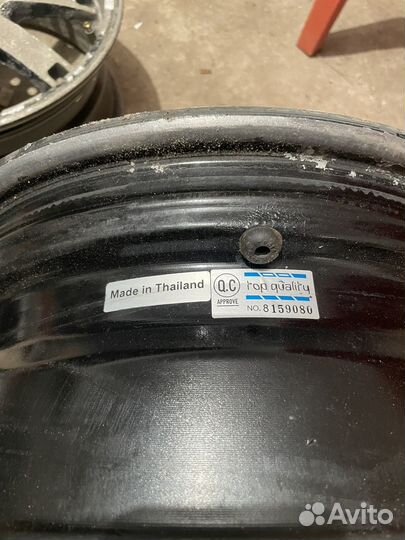 Made in Thailand
Q.C
APPROVE
top quality
NO. 8159080
Avito